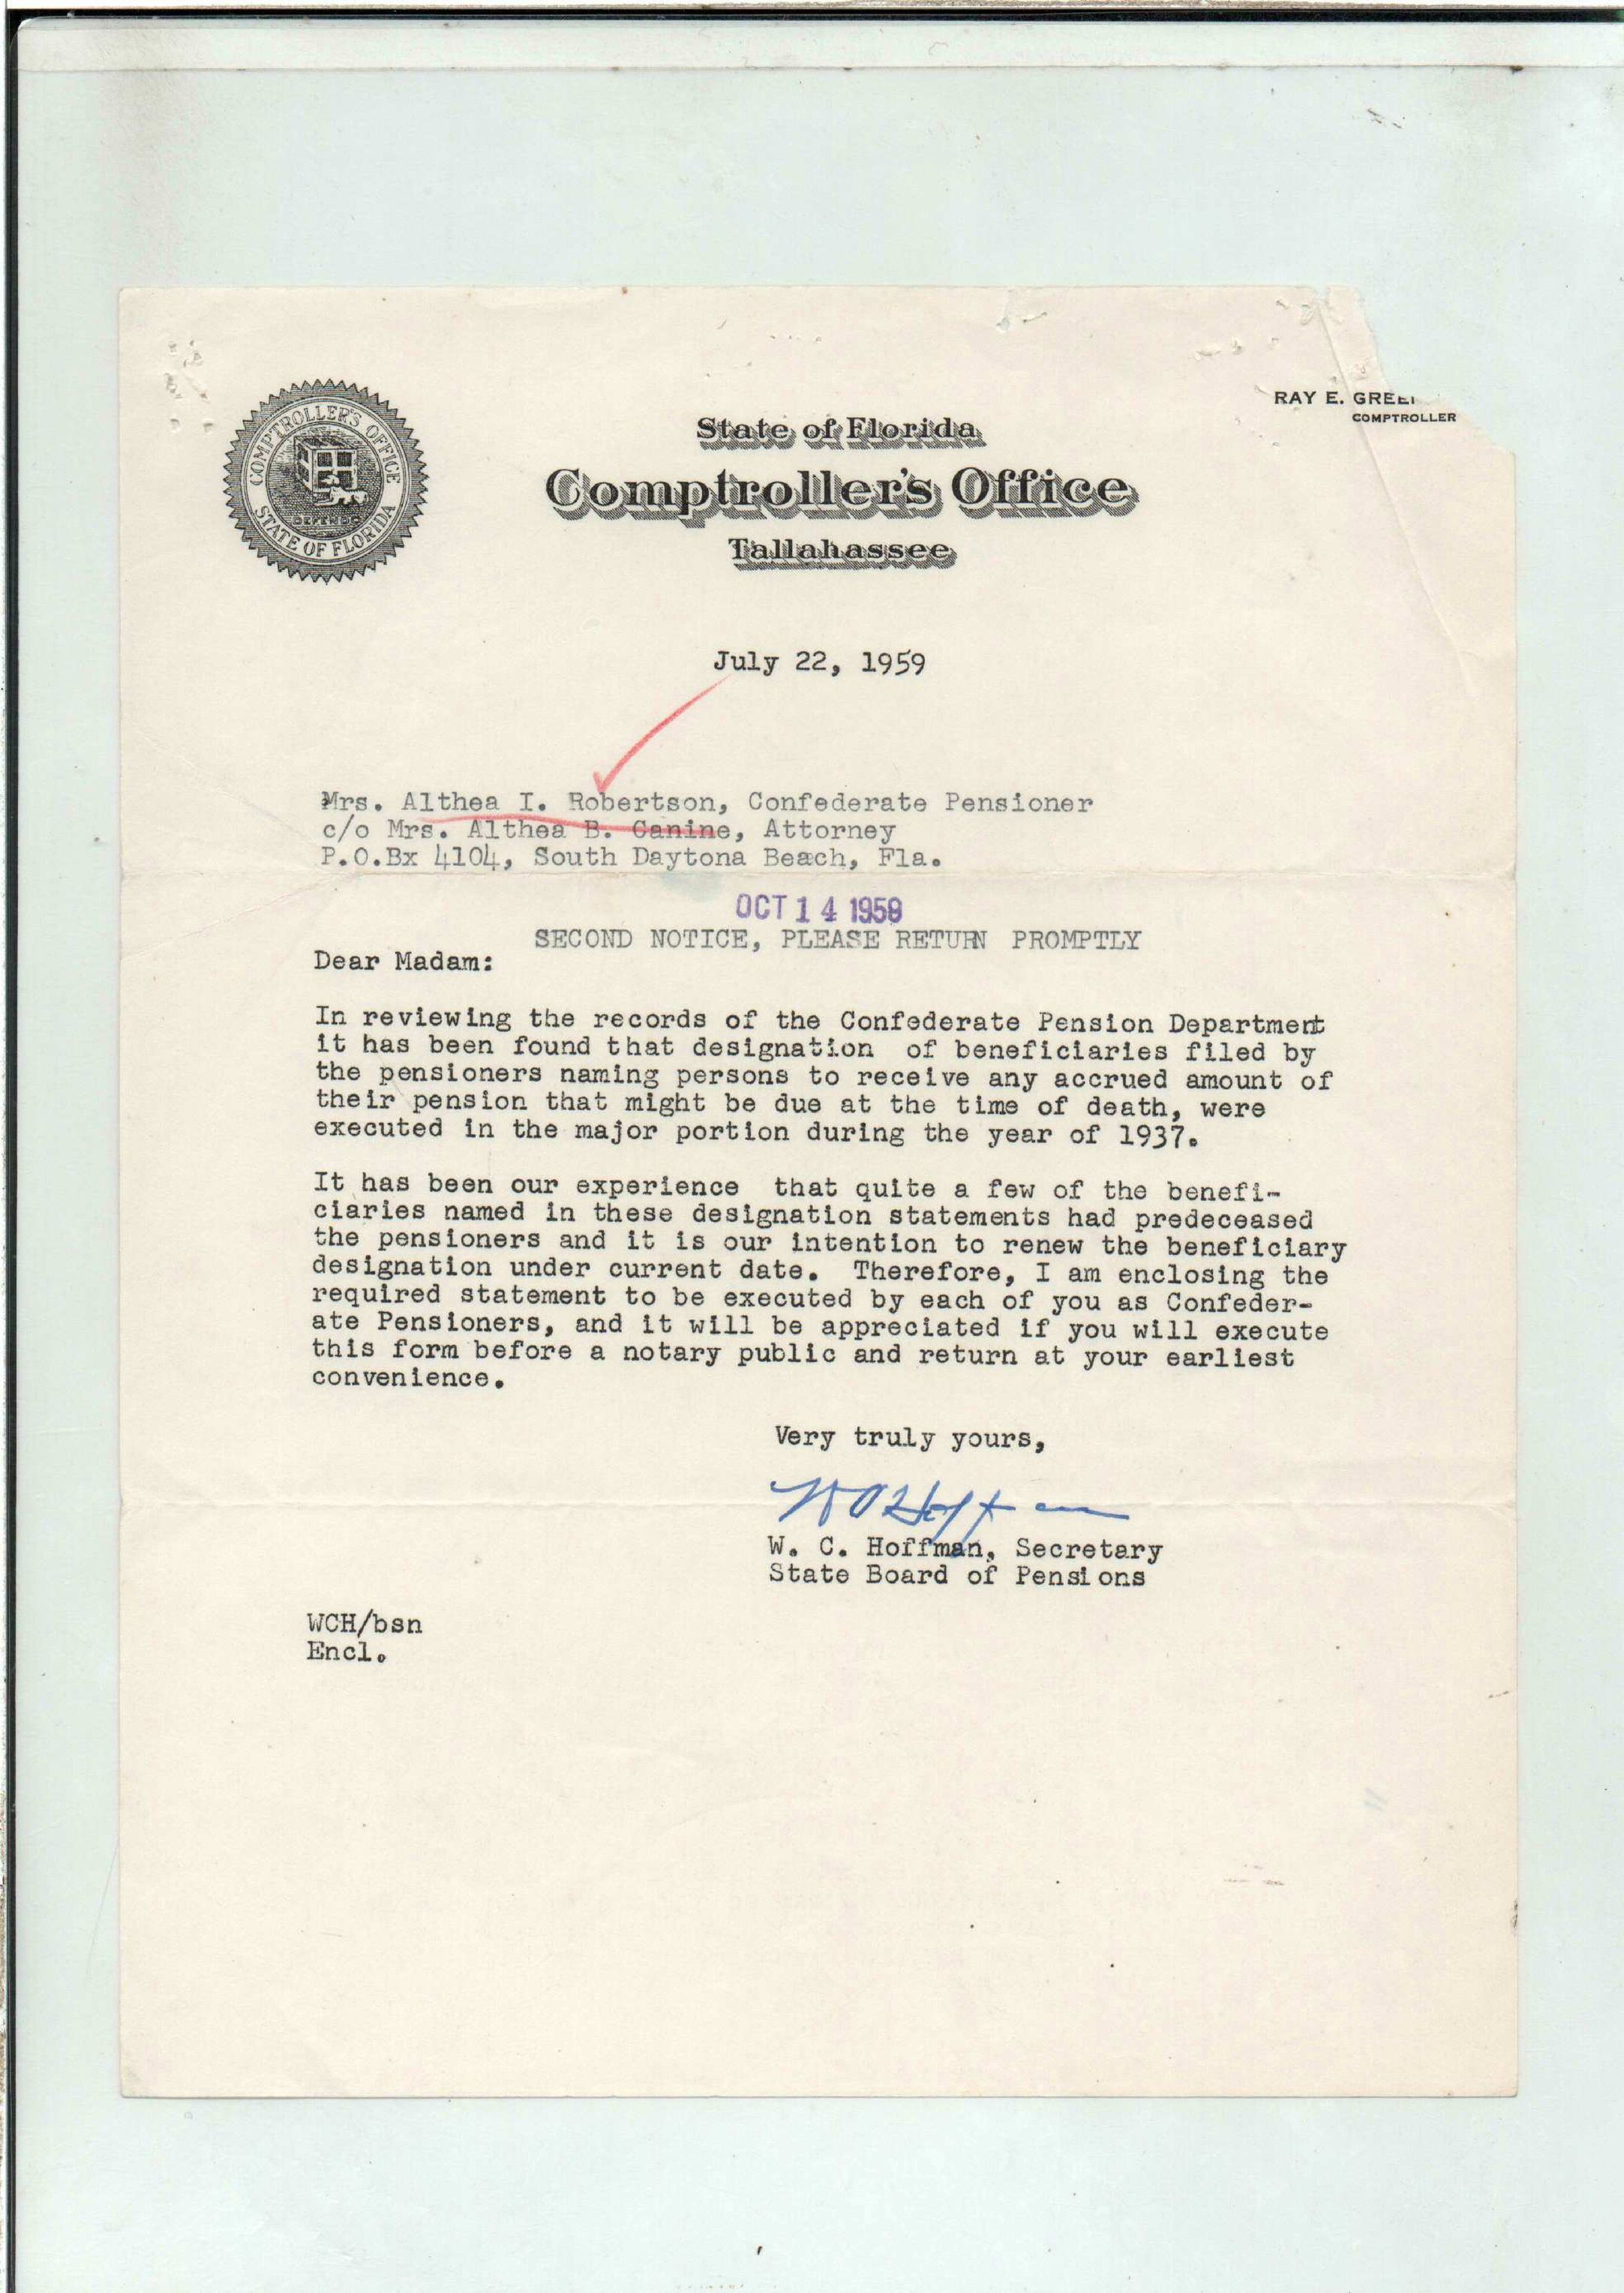 RAY E. GREE
COMPTROLLER
COMPTROLLER'S OFFICE
STATE OF FLORIDA
State of Florida
Comptroller's Office
Tallahassee
July 22, 1959
Mrs. Althea I. Robertson, Confederate Pensioner
c/o Mrs. Althea B. Canine, Attorney
P.O.Bx 4104, South Daytona Beach, Fla.
OCT 14 1959
SECOND NOTICE, PLEASE RETURN PROMPTLY
Dear Madam:
In reviewing the records of the Confederate Pension Department
it has been found that designation of beneficiaries filed by
the pensioners naming persons to receive any accrued amount of
their pension that might be due at the time of death, were
executed in the major portion during the year of 1937.
It has been our experience that quite a few of the benefi-
ciaries named in these designation statements had predeceased
the pensioners and it is our intention to renew the beneficiary
designation under current date. Therefore, I am enclosing the
required statement to be executed by each of you as Confeder-
ate Pensioners, and it will be appreciated if you will execute
this form before a notary public and return at your earliest
convenience.
Very truly yours,
W C Hoffman
W. C. Hoffman, Secretary
State Board of Pensions
WCH/bsn
Encl.